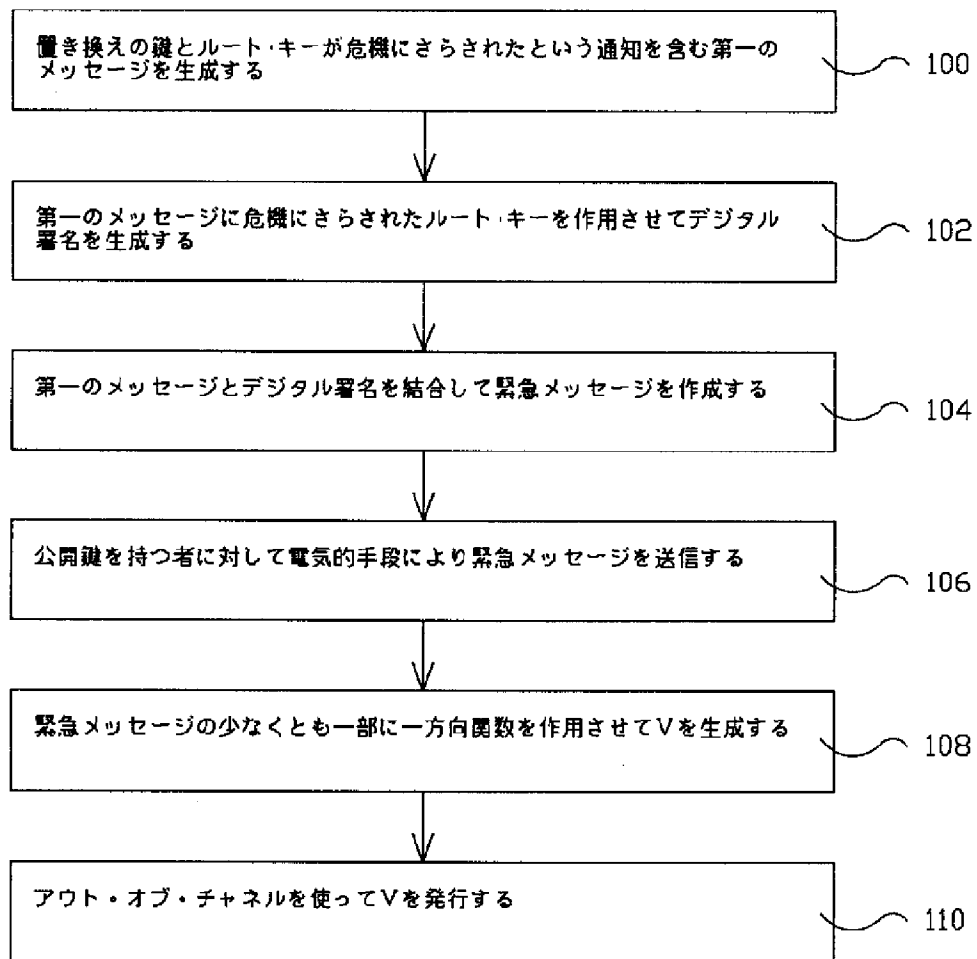 置き換えの鍵とルート・キーが危機にさらされたという通知を含む第一の
メッセージを生成する
100
第一のメッセージに危機にさらされたルート・キーを作用させてデジタル
署名を生成する
102
第一のメッセージとデジタル署名を結合して緊急メッセージを作成する
104
公開鍵を持つ者に対して電気的手段により緊急メッセージを送信する
106
緊急メッセージの少なくとも一部に一方向関数を作用させてVを生成する
108
アウト・オブ・チャネルを使ってVを発行する
110